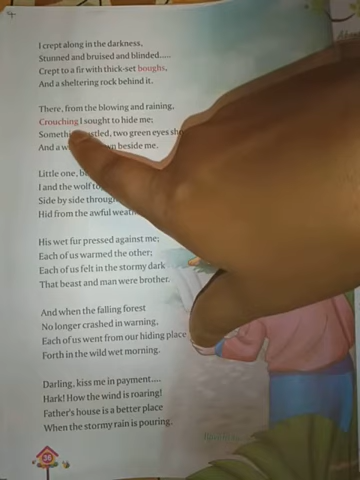 I crept along in the darkness,
Stunned and bruised and blinded.....
Crept to a fir with thick-set boughs,
And a sheltering rock behind it.
There, from the blowing and raining,
Crouching I sought to hide me;
two green eyes
And a beside me.
Little one,
I and the wolf
Side by side
Hid from the awful
His wet fur pressed against me;
Each of us warmed the other;
Each of us felt in the stormy dark
That beast and man were brother.
And when the falling forest
No longer crashed in warning,
Each of us went from our hiding place
Forth in the wild wet morning.
Darling, kiss me in payment....
Hark! How the wind is roaring!
Father's house is a better place
When the stormy rain is pouring.
36